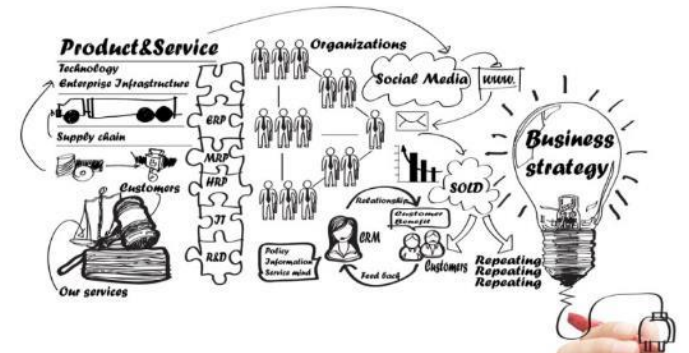 Product&Service
Technology
Enterprise Infrastructure
Supply chain
Customers
Our services
ERP
MRP
HRP
IT
R&D
Organizations
Social Media
www.
SOLD
Relationship
Customer
Benefit
CRM
Policy
Information
Service mind
Feed back
Customers
Repeating
Repeating
Repeating
Business
strategy